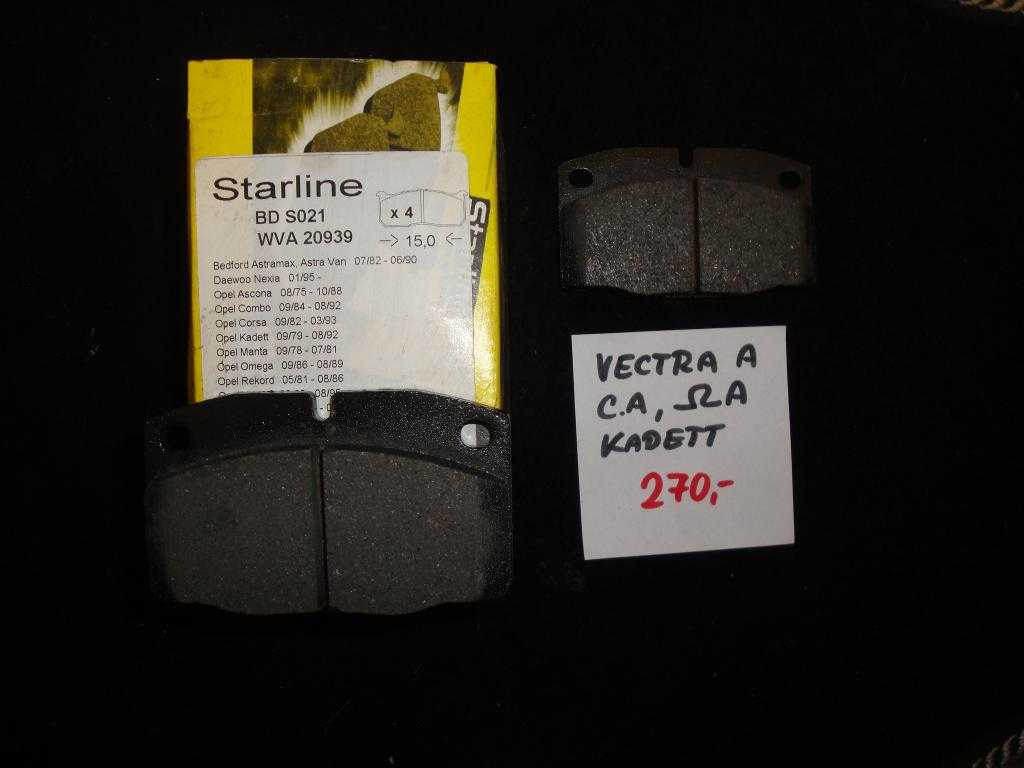 Starline
BD S021
WVA 20939
x 4
15,0
Bedford Astramax, Astra Van 07/82 - 06/90
Daewoo Nexia 01/95 -
Opel Ascona 08/75 - 10/88
Opel Combo 09/84 - 08/92
Opel Corsa 09/82 - 03/93
Opel Kadett 09/79 - 08/92
Opel Manta 09/78 - 07/81
Opel Omega 09/86 - 08/89
Opel Rekord 05/81 - 08/86
VECTRA A
C.A, ΩA
KADETT
270,-